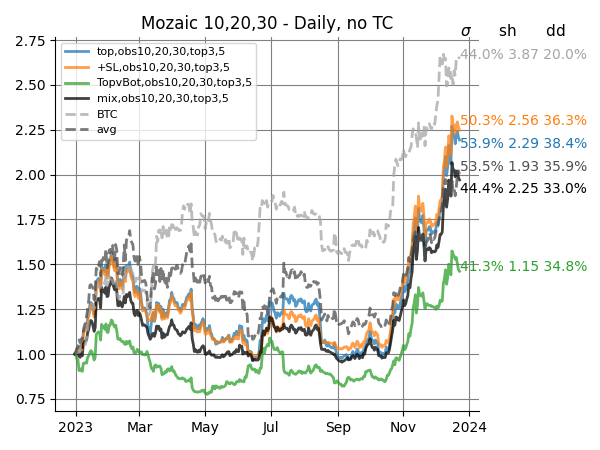 Mozaic 10,20,30 - Daily, no TC
σ sh dd
2.75
2.50
2.25
2.00
1.75
1.50
1.25
1.00
0.75
top,obs10,20,30,top3,5
+SL,obs10,20,30,top3,5
TopvBot,obs10,20,30,top3,5
mix,obs10,20,30,top3,5
BTC
avg
44.0% 3.87 20.0%
50.3% 2.56 36.3%
53.9% 2.29 38.4%
53.5% 1.93 35.9%
44.4% 2.25 33.0%
41.3% 1.15 34.8%
2023 Mar May Jul Sep Nov 2024